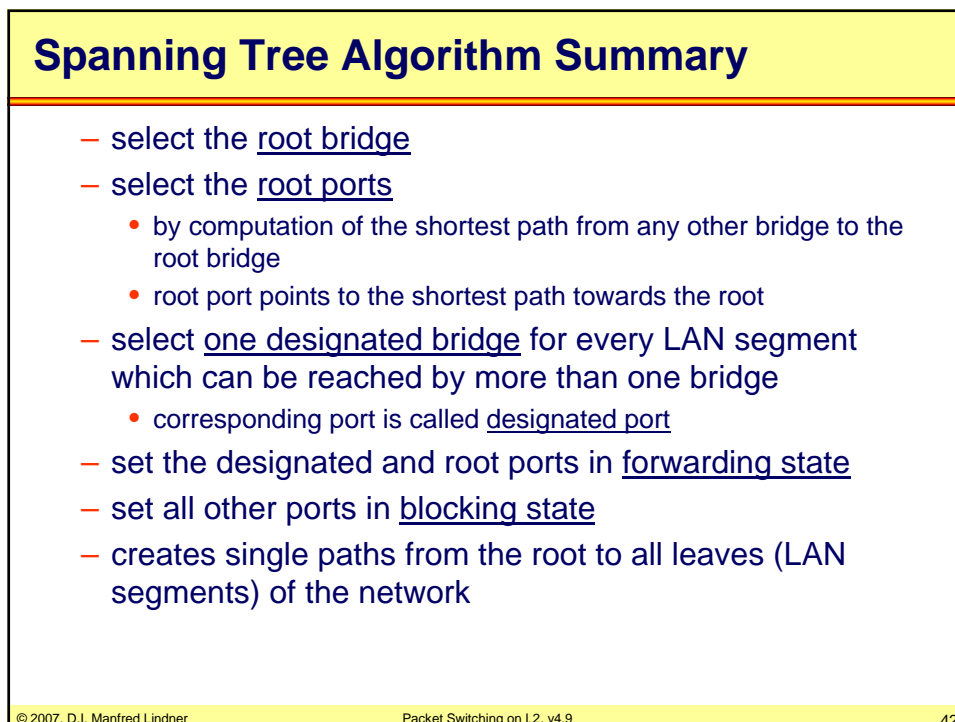 Spanning Tree Algorithm Summary
– select the root bridge
– select the root ports
• by computation of the shortest path from any other bridge to the
root bridge
• root port points to the shortest path towards the root
– select one designated bridge for every LAN segment
which can be reached by more than one bridge
• corresponding port is called designated port
– set the designated and root ports in forwarding state
– set all other ports in blocking state
– creates single paths from the root to all leaves (LAN
segments) of the network
© 2007, D.I. Manfred Lindner
Packet Switching on L2, v4.9
42